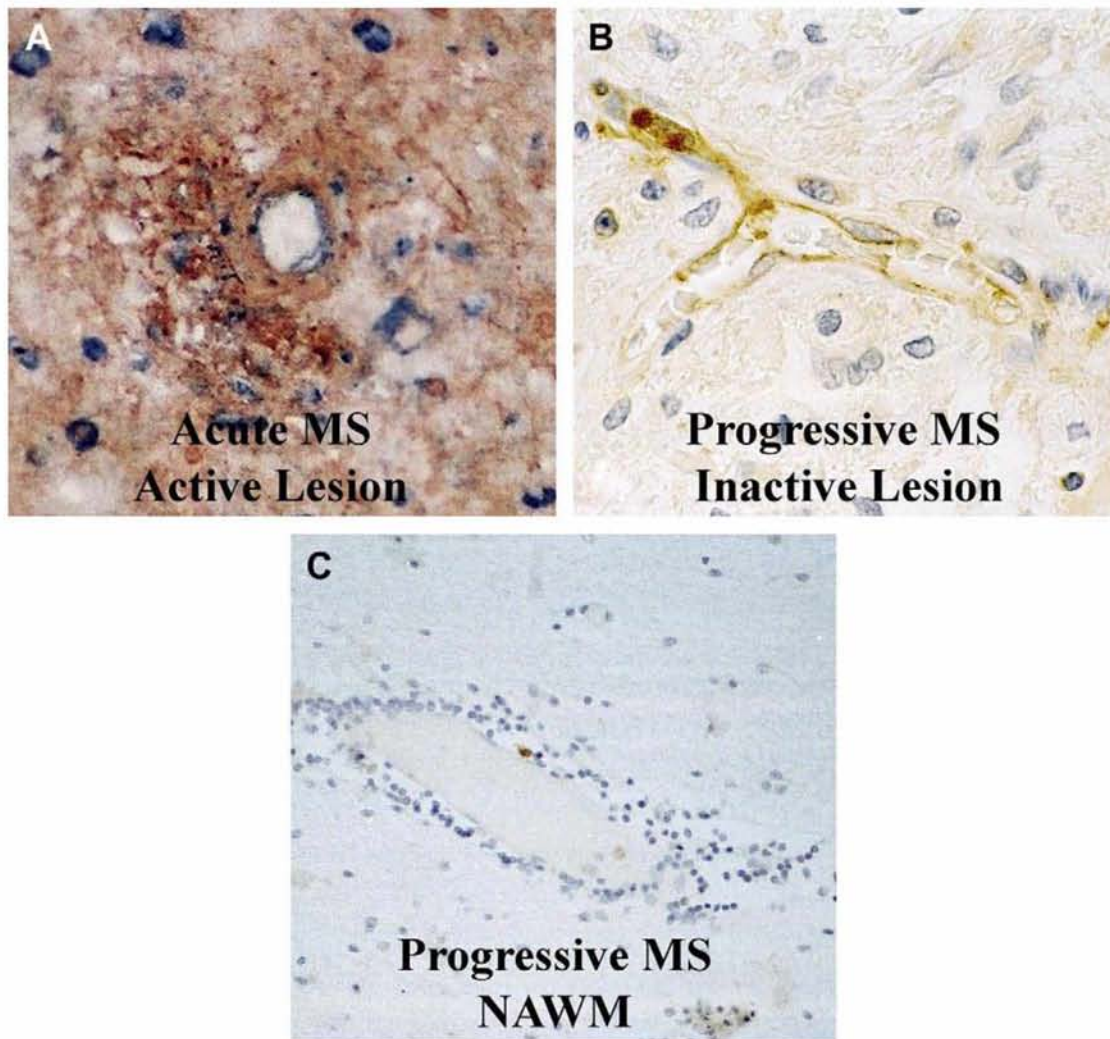 A
Acute MS
Active Lesion
B
Progressive MS
Inactive Lesion
C
Progressive MS
NAWM